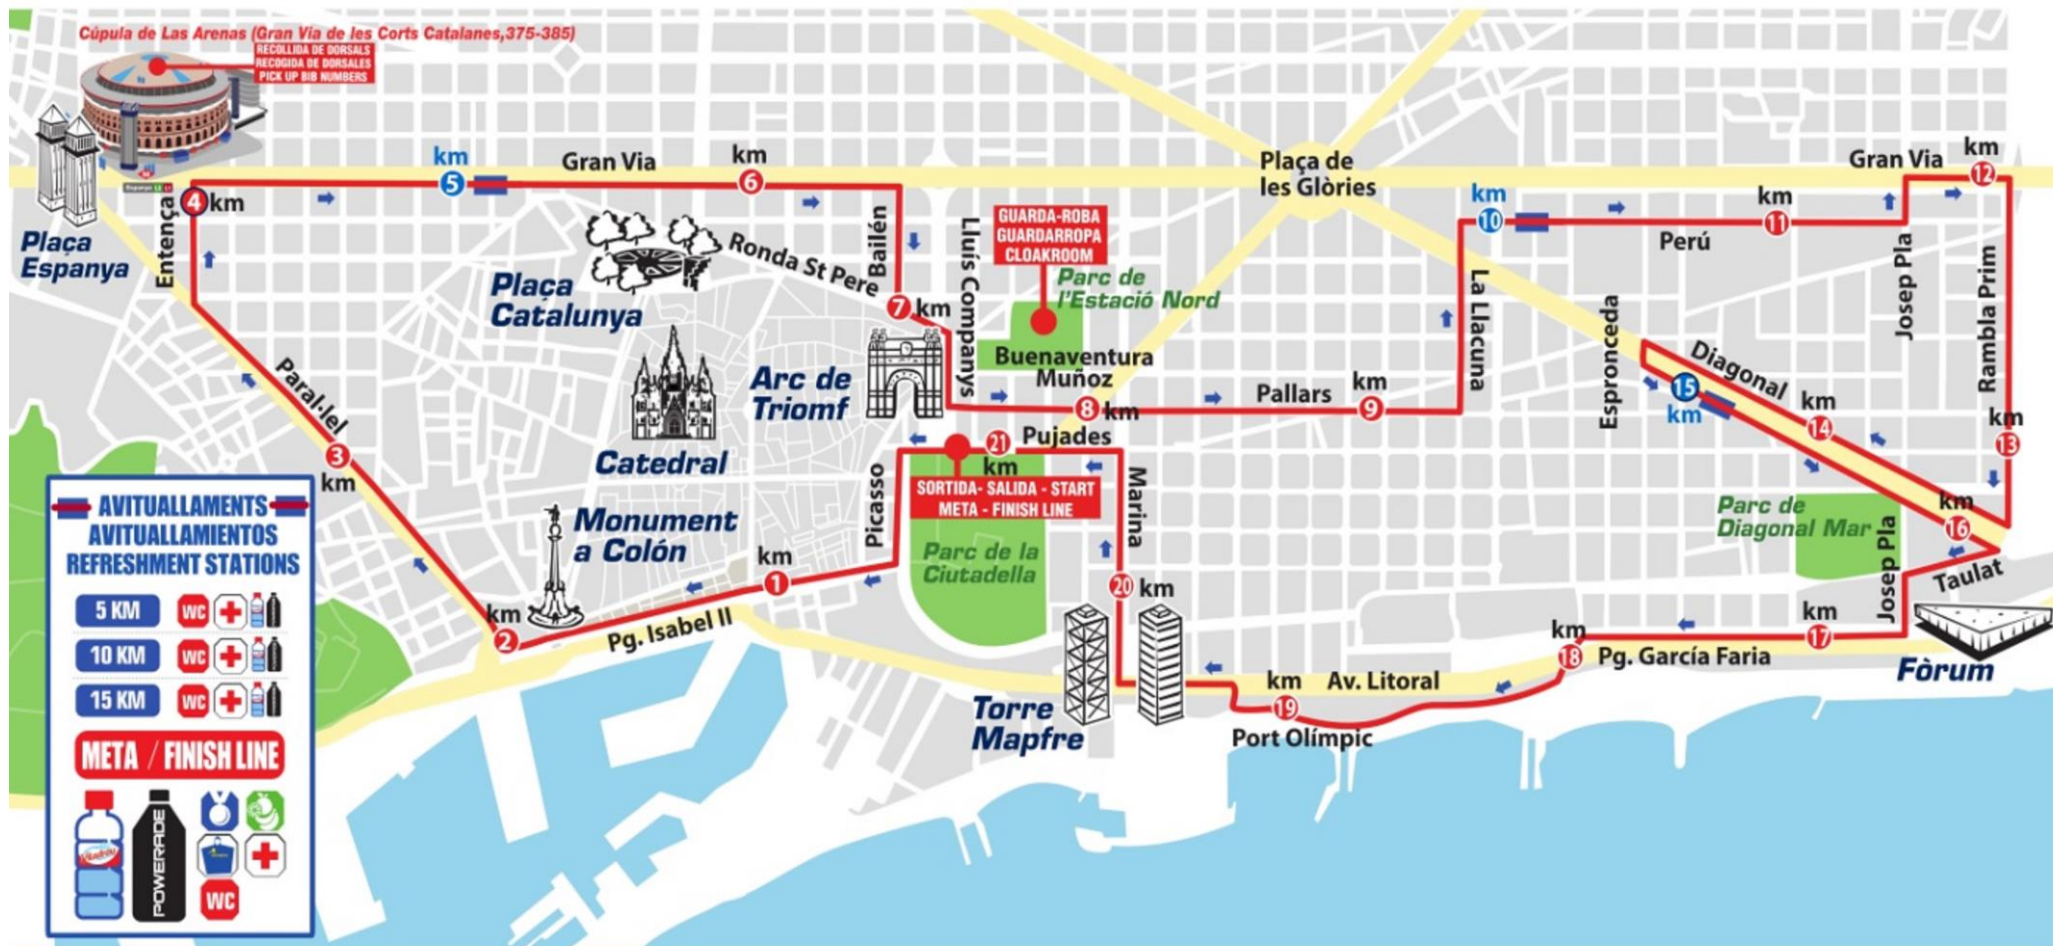 Cúpula de Las Arenas (Gran Via de les Corts Catalanes,375-385)
RECOLLIDA DE DORSALS
RECOGIDA DE DORSALES
PICK UP BIB NUMBERS
Plaça
Espanya
Entença
4 km
km
5
Gran Via
km
6
Bailén
Ronda St Pere
7 km
Plaça
Catalunya
Lluís Companys
GUARDA-ROBA
GUARDARROPA
CLOAKROOM
Parc de
l'Estació Nord
Plaça de
les Glòries
km
10
km
11
Perú
Gran Via
km
12
Josep Pla
Rambla Prim
La Llacuna
Espronceda
Diagonal
15
km
km
14
km
13
km
16
Buenaventura
Muñoz
8 km
Pallars
km
9
Arc de
Triomf
Catedral
Paral·lel
3
km
Monument
a Colón
km
2
Pg. Isabel II
km
1
Picasso
21
km
Pujades
SORTIDA- SALIDA - START
META - FINISH LINE
Parc de la
Ciutadella
Marina
20 km
Parc de
Diagonal Mar
Josep Pla
Taulat
Fòrum
km
17
Pg. García Faria
km
18
Av. Litoral
km
19
Port Olímpic
Torre
Mapfre
AVITUALLAMENTS
AVITUALLAMIENTOS
REFRESHMENT STATIONS
5 KM WC
10 KM WC
15 KM WC
META / FINISH LINE
POWERADE
WC